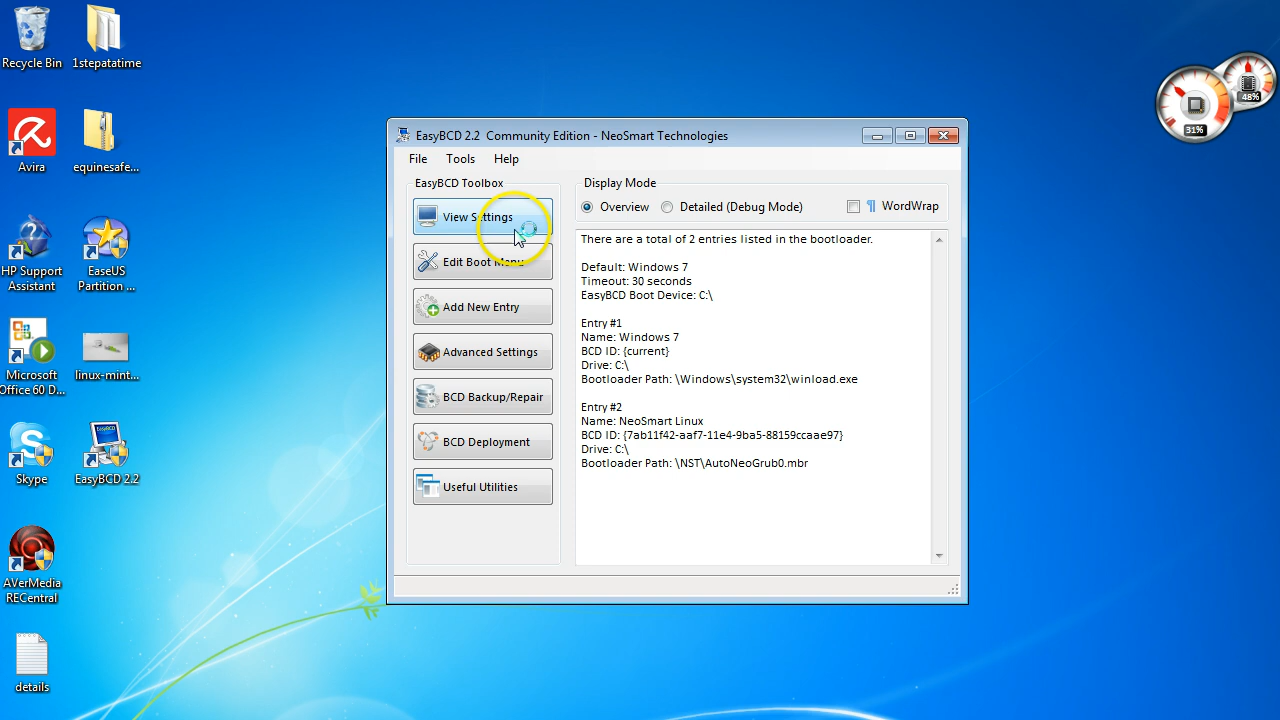 Recycle Bin
1stepatatime
Avira
equinesafe...
HP Support
Assistant
EaseUS
Partition ...
Microsoft
Office 60 D...
linux-mint...
Skype
EasyBCD 2.2
AVerMedia
RECentral
details
48%
31%
EasyBCD 2.2 Community Edition - NeoSmart Technologies
File Tools Help
EasyBCD Toolbox
View Settings
Edit Boot Menu
Add New Entry
Advanced Settings
BCD Backup/Repair
BCD Deployment
Useful Utilities
Display Mode
Overview Detailed (Debug Mode) ¶ WordWrap
There are a total of 2 entries listed in the bootloader.
Default: Windows 7
Timeout: 30 seconds
EasyBCD Boot Device: C:\
Entry #1
Name: Windows 7
BCD ID: {current}
Drive: C:\
Bootloader Path: \Windows\system32\winload.exe
Entry #2
Name: NeoSmart Linux
BCD ID: {7ab11f42-aaf7-11e4-9ba5-88159ccaae97}
Drive: C:\
Bootloader Path: \NST\AutoNeoGrub0.mbr